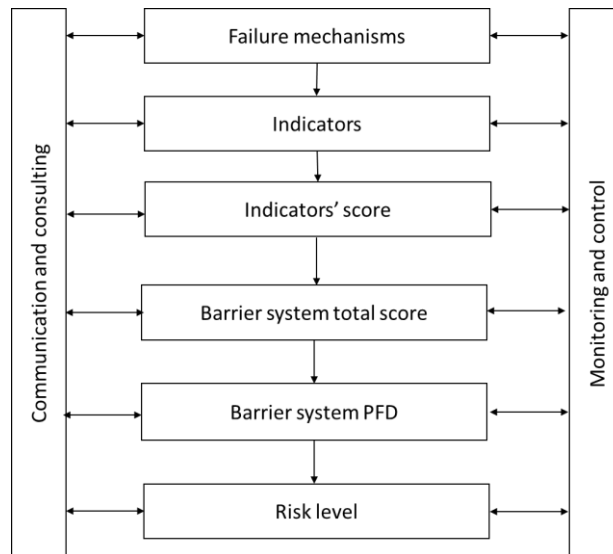 Communication and consulting
Failure mechanisms
Indicators
Indicators’ score
Barrier system total score
Barrier system PFD
Risk level
Monitoring and control